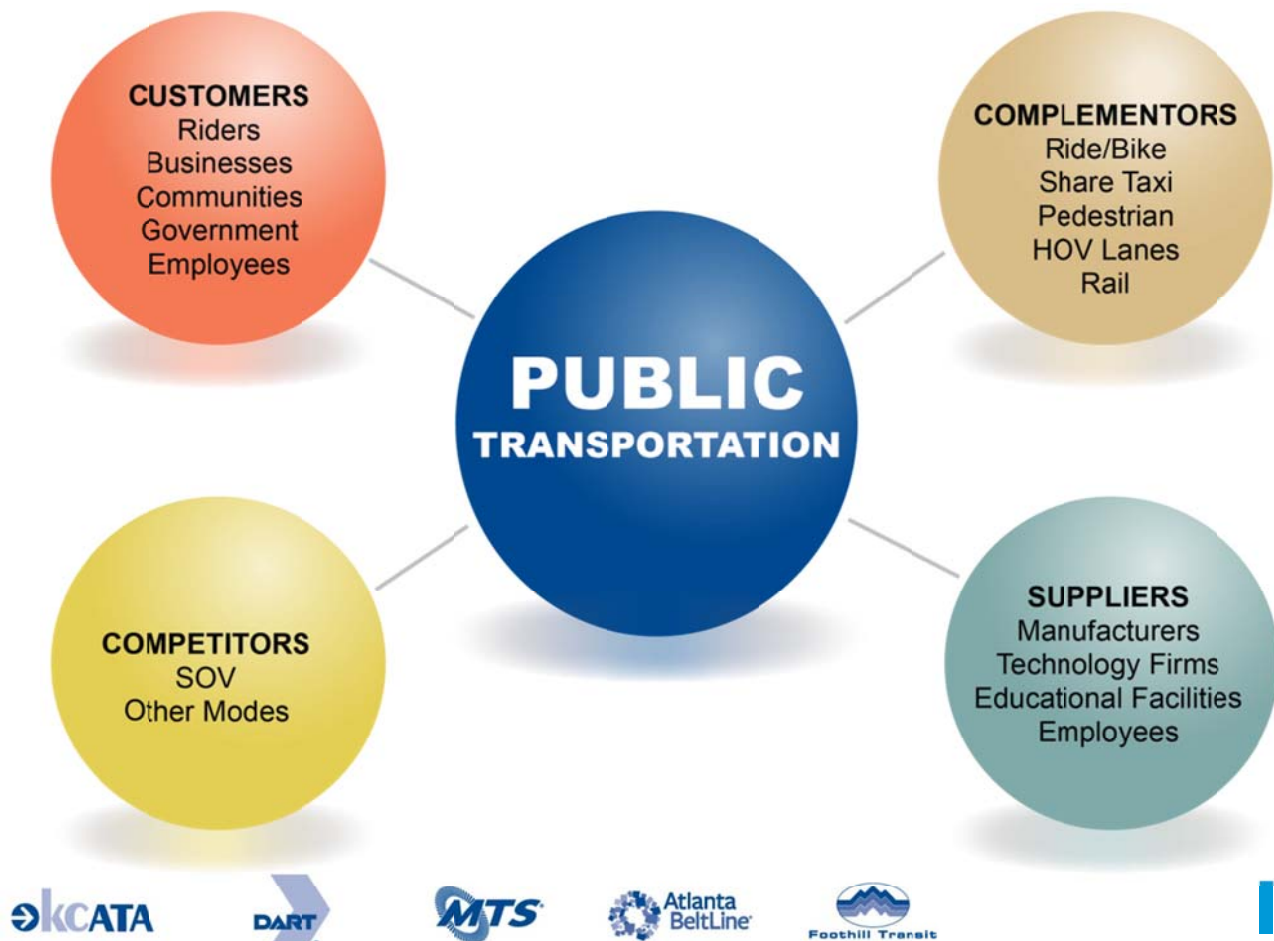 CUSTOMERS
Riders
Businesses
Communities
Government
Employees
COMPLEMENTORS
Ride/Bike
Share Taxi
Pedestrian
HOV Lanes
Rail
PUBLIC
TRANSPORTATION
COMPETITORS
SOV
Other Modes
SUPPLIERS
Manufacturers
Technology Firms
Educational Facilities
Employees
kcATA
DART
MTS
Atlanta
BeltLine
Foothill Transit